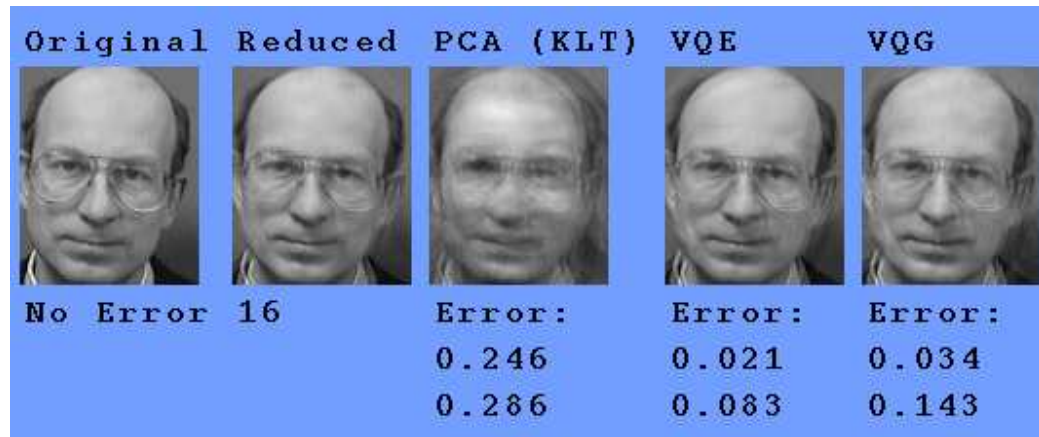 Original Reduced PCA (KLT) VQE VQG
No Error 16 Error: Error: Error:
0.246 0.021 0.034
0.286 0.083 0.143